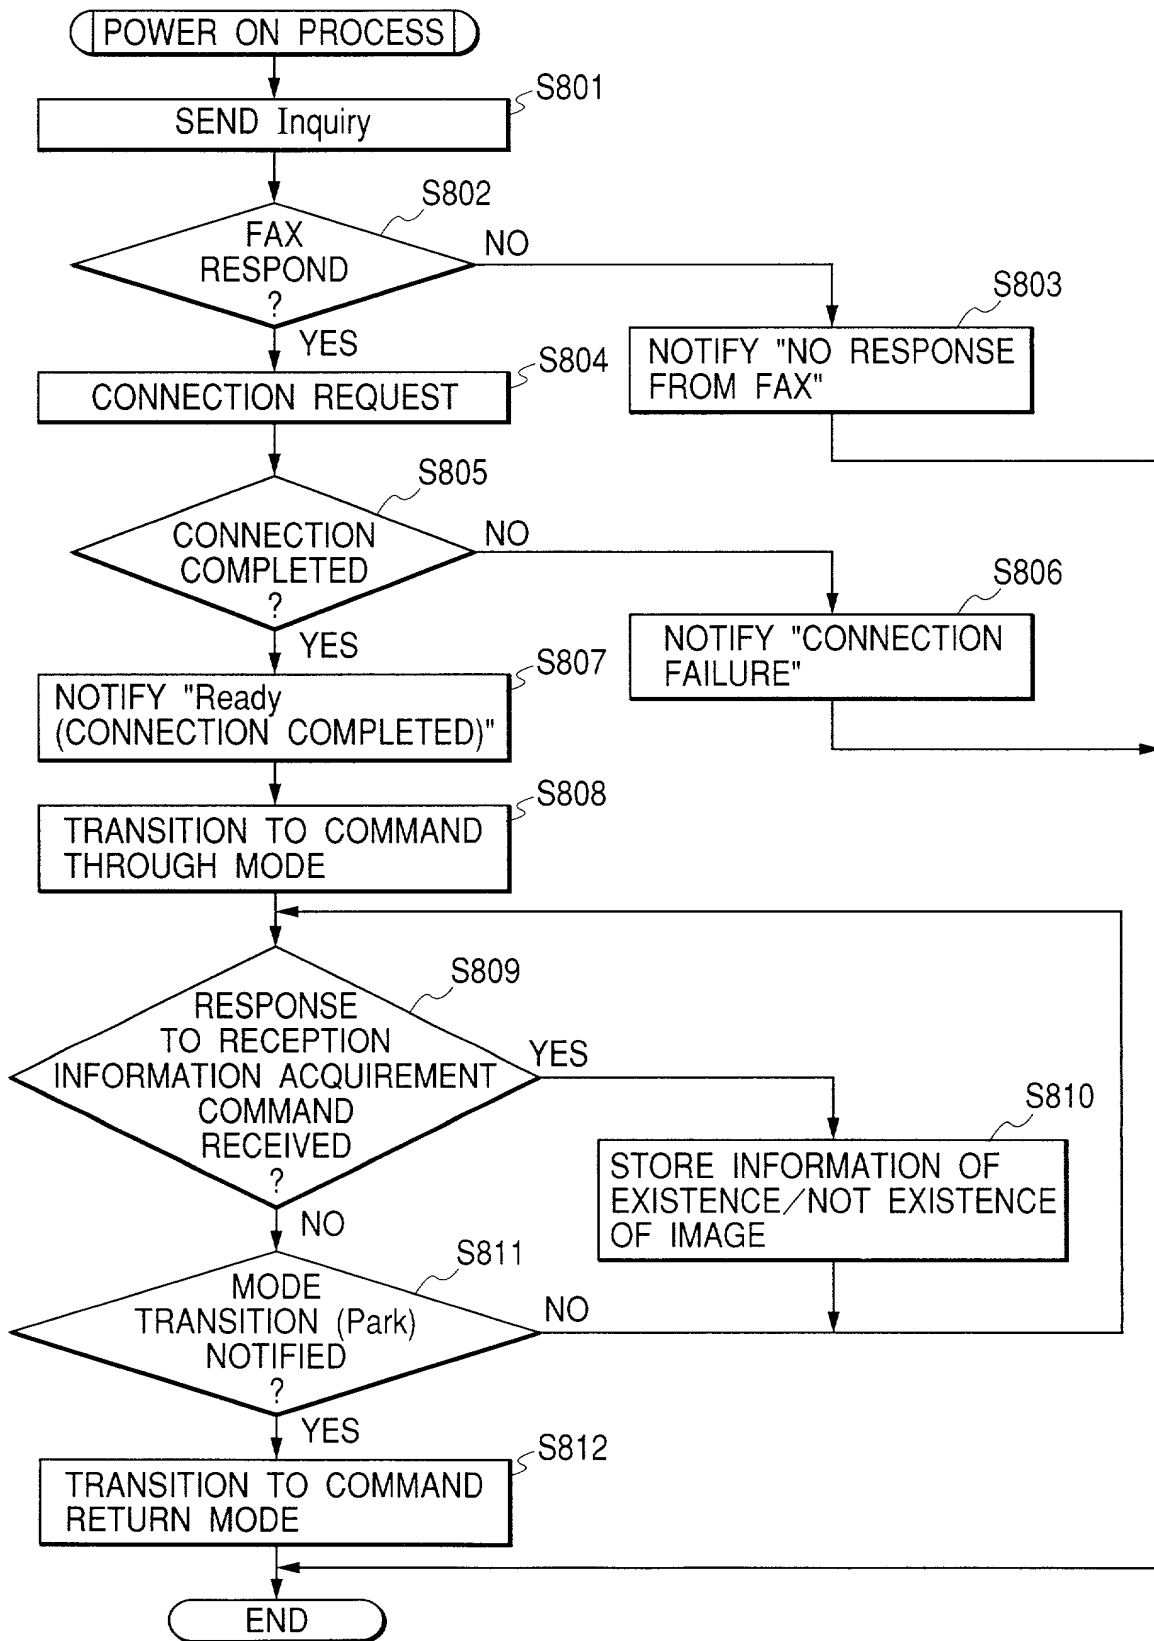 POWER ON PROCESS
S801
SEND Inquiry
S802
FAX
RESPOND
?
NO
YES
S803
NOTIFY "NO RESPONSE
FROM FAX"
S804
CONNECTION REQUEST
S805
CONNECTION
COMPLETED
?
NO
YES
S806
NOTIFY "CONNECTION
FAILURE"
S807
NOTIFY "Ready
(CONNECTION COMPLETED)"
S808
TRANSITION TO COMMAND
THROUGH MODE
S809
RESPONSE
TO RECEPTION
INFORMATION ACQUIREMENT
COMMAND
RECEIVED
?
YES
NO
S810
STORE INFORMATION OF
EXISTENCE/NOT EXISTENCE
OF IMAGE
S811
MODE
TRANSITION (Park)
NOTIFIED
?
NO
YES
S812
TRANSITION TO COMMAND
RETURN MODE
END